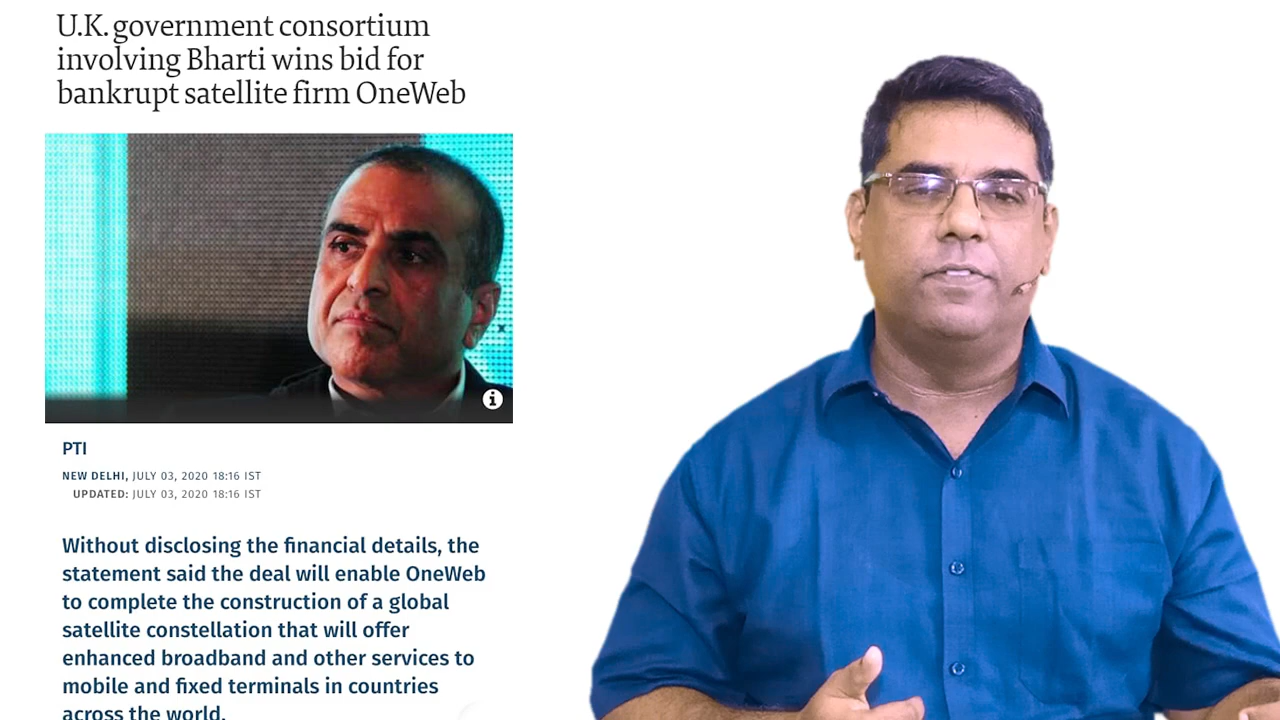 U.K. government consortium
involving Bharti wins bid for
bankrupt satellite firm OneWeb
PTI
NEW DELHI, JULY 03, 2020 18:16 IST
UPDATED: JULY 03, 2020 18:16 IST
Without disclosing the financial details, the
statement said the deal will enable OneWeb
to complete the construction of a global
satellite constellation that will offer
enhanced broadband and other services to
mobile and fixed terminals in countries
across the world.